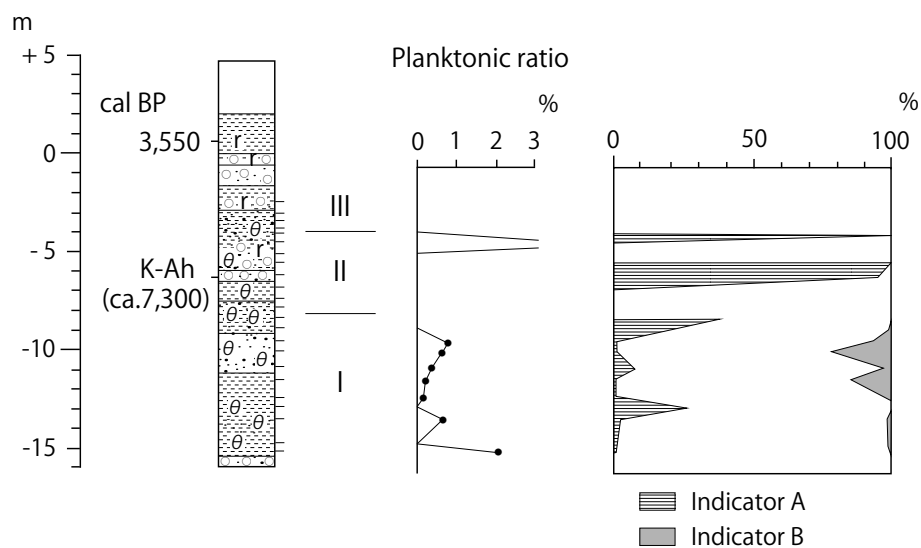 m
Planktonic ratio
+5
%
%
cal BP
0
1
2
3
0
50
100
3,550
r
0
r
r
III
θ
-5
r
K-Ah
θ
II
(ca.7,300)
θ
θ θ
-10
θ
θ
I
θ
θ
-15
θ
Indicator A
Indicator B